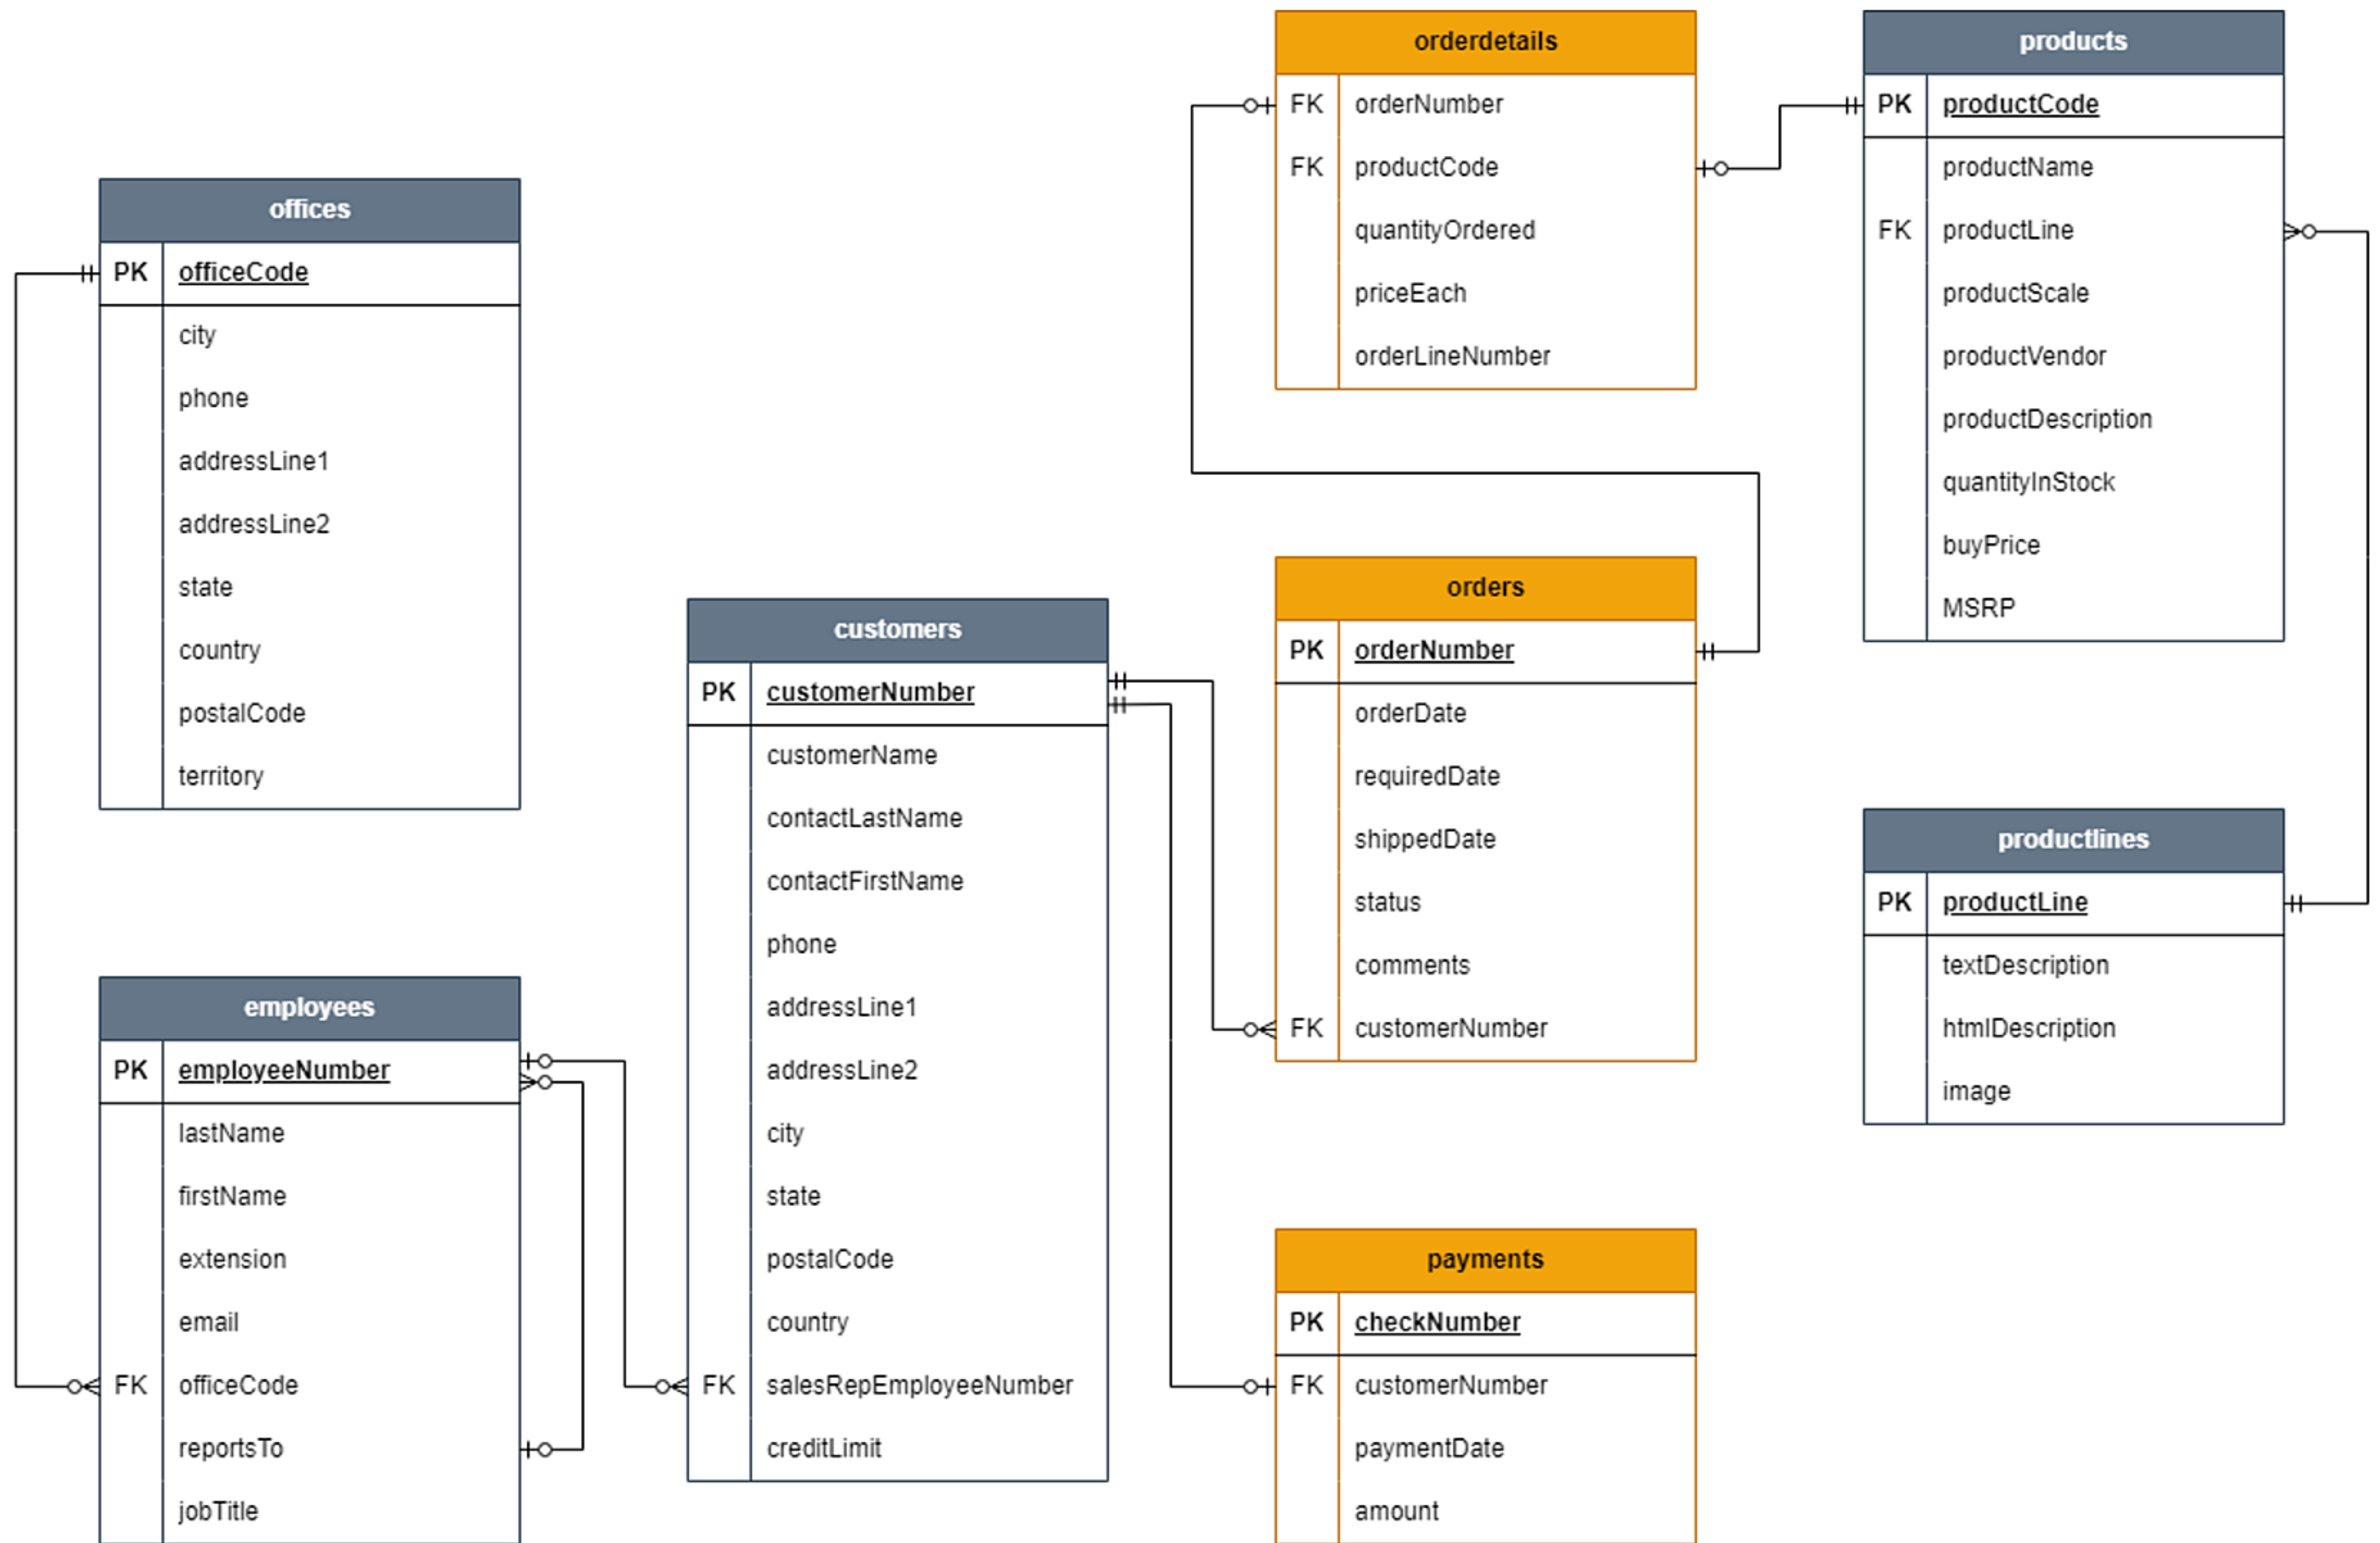 offices
PK officeCode
city
phone
addressLine1
addressLine2
state
country
postalCode
territory
employees
PK employeeNumber
lastName
firstName
extension
email
FK officeCode
reportsTo
jobTitle
customers
PK customerNumber
customerName
contactLastName
contactFirstName
phone
addressLine1
addressLine2
city
state
postalCode
country
FK salesRepEmployeeNumber
creditLimit
orderdetails
FK orderNumber
FK productCode
quantityOrdered
priceEach
orderLineNumber
orders
PK orderNumber
orderDate
requiredDate
shippedDate
status
comments
FK customerNumber
payments
PK checkNumber
FK customerNumber
paymentDate
amount
products
PK productCode
productName
FK productLine
productScale
productVendor
productDescription
quantityInStock
buyPrice
MSRP
productlines
PK productLine
textDescription
htmlDescription
image